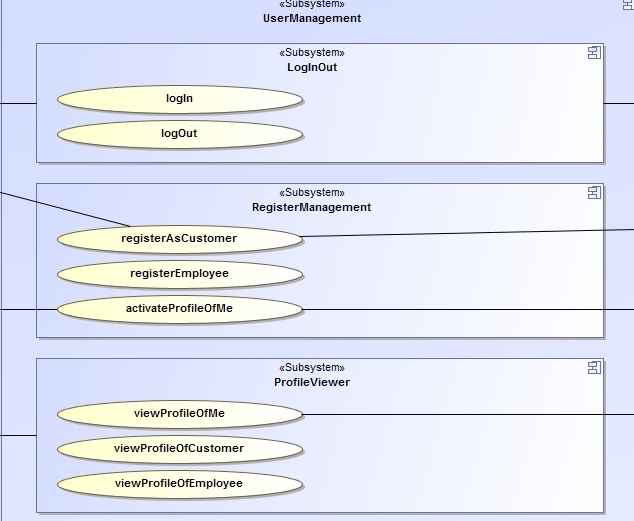 «Subsystem»
UserManagement
«Subsystem»
LogInOut
logIn
logOut
«Subsystem»
RegisterManagement
registerAsCustomer
registerEmployee
activateProfileOfMe
«Subsystem»
ProfileViewer
viewProfileOfMe
viewProfileOfCustomer
viewProfileOfEmployee